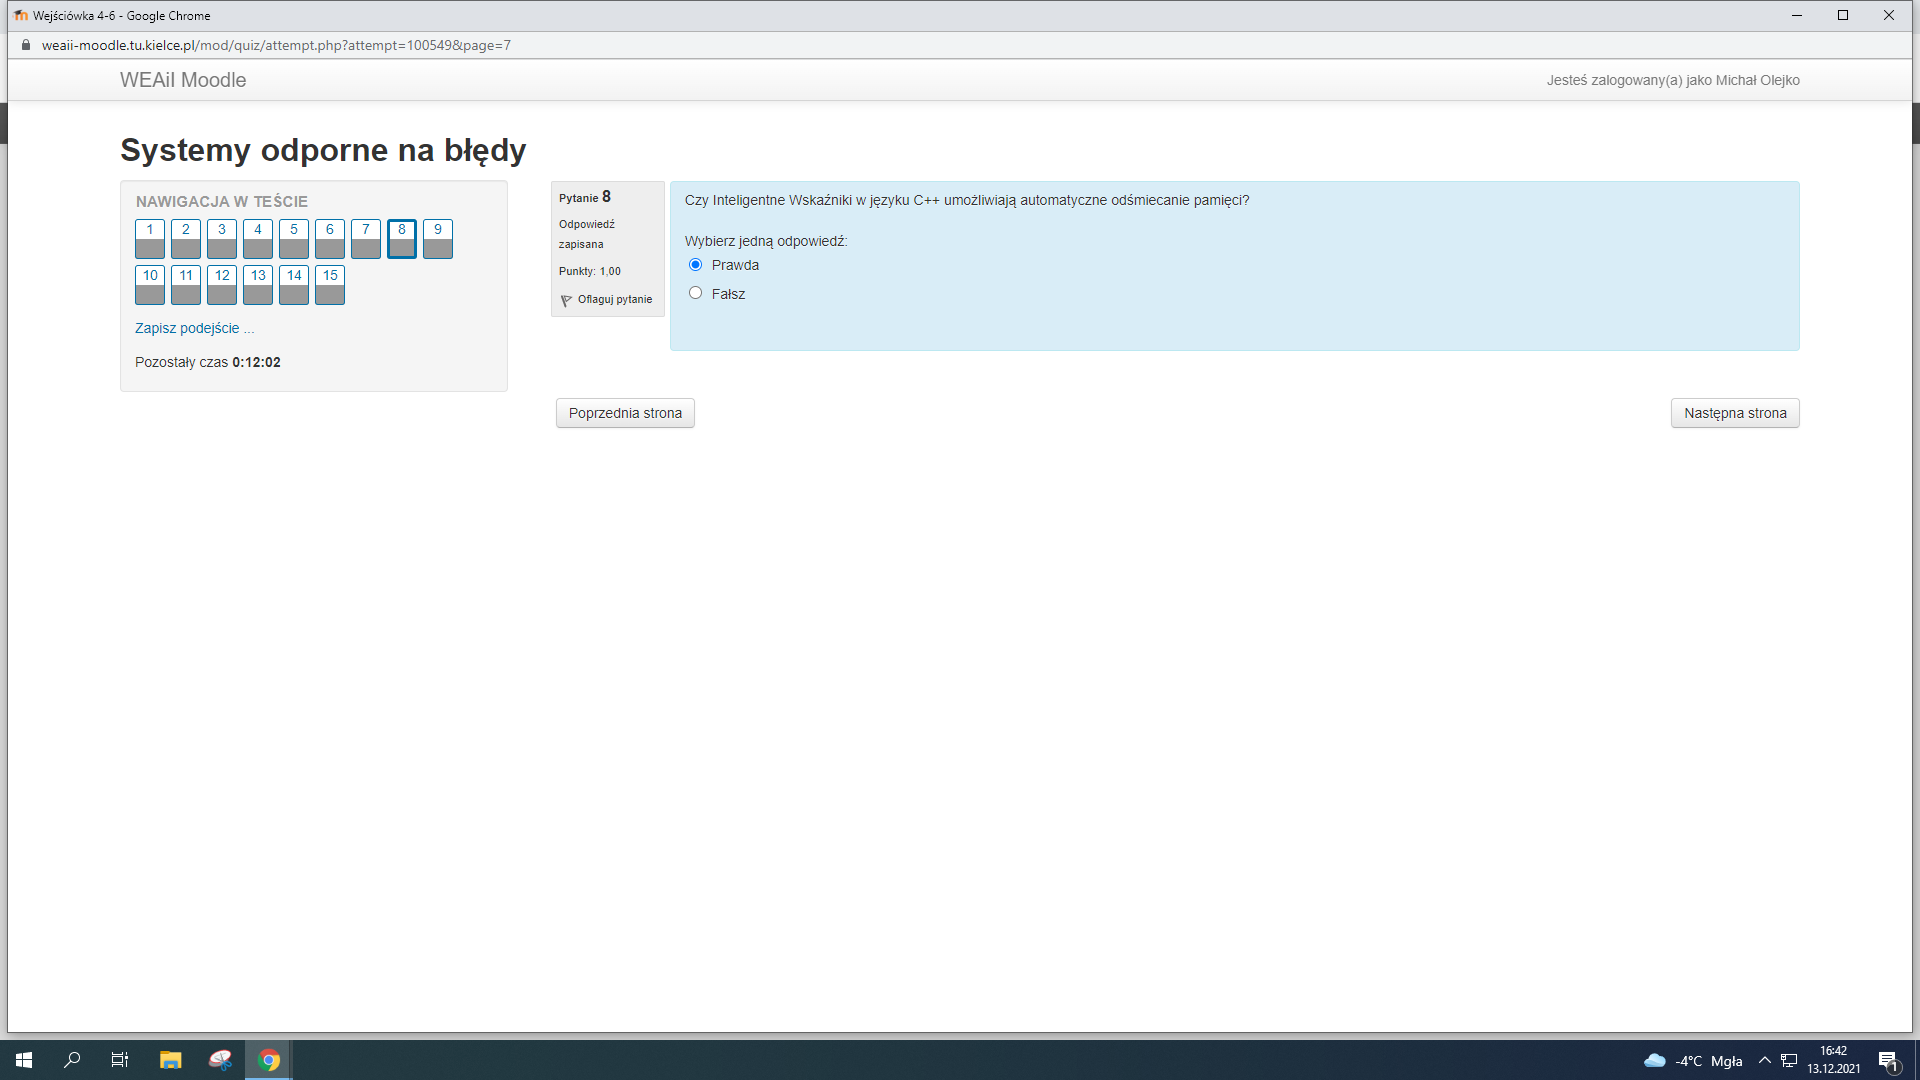 Wejściówka 4-6 - Google Chrome
weaii-moodle.tu.kielce.pl/mod/quiz/attempt.php?attempt=100549&page=7
WEAiI Moodle
Jesteś zalogowany(a) jako Michał Olejko
Systemy odporne na błędy
NAWIGACJA W TEŚCIE
1 2 3 4 5 6 7 8 9
10 11 12 13 14 15
Zapisz podejście ...
Pozostały czas 0:12:02
Pytanie 8
Odpowiedź
zapisana
Punkty: 1,00
Oflaguj pytanie
Czy Inteligentne Wskaźniki w języku C++ umożliwiają automatyczne odśmiecanie pamięci?
Wybierz jedną odpowiedź:
Prawda
Fałsz
Poprzednia strona
Następna strona
-4°C Mgła
16:42
13.12.2021
1